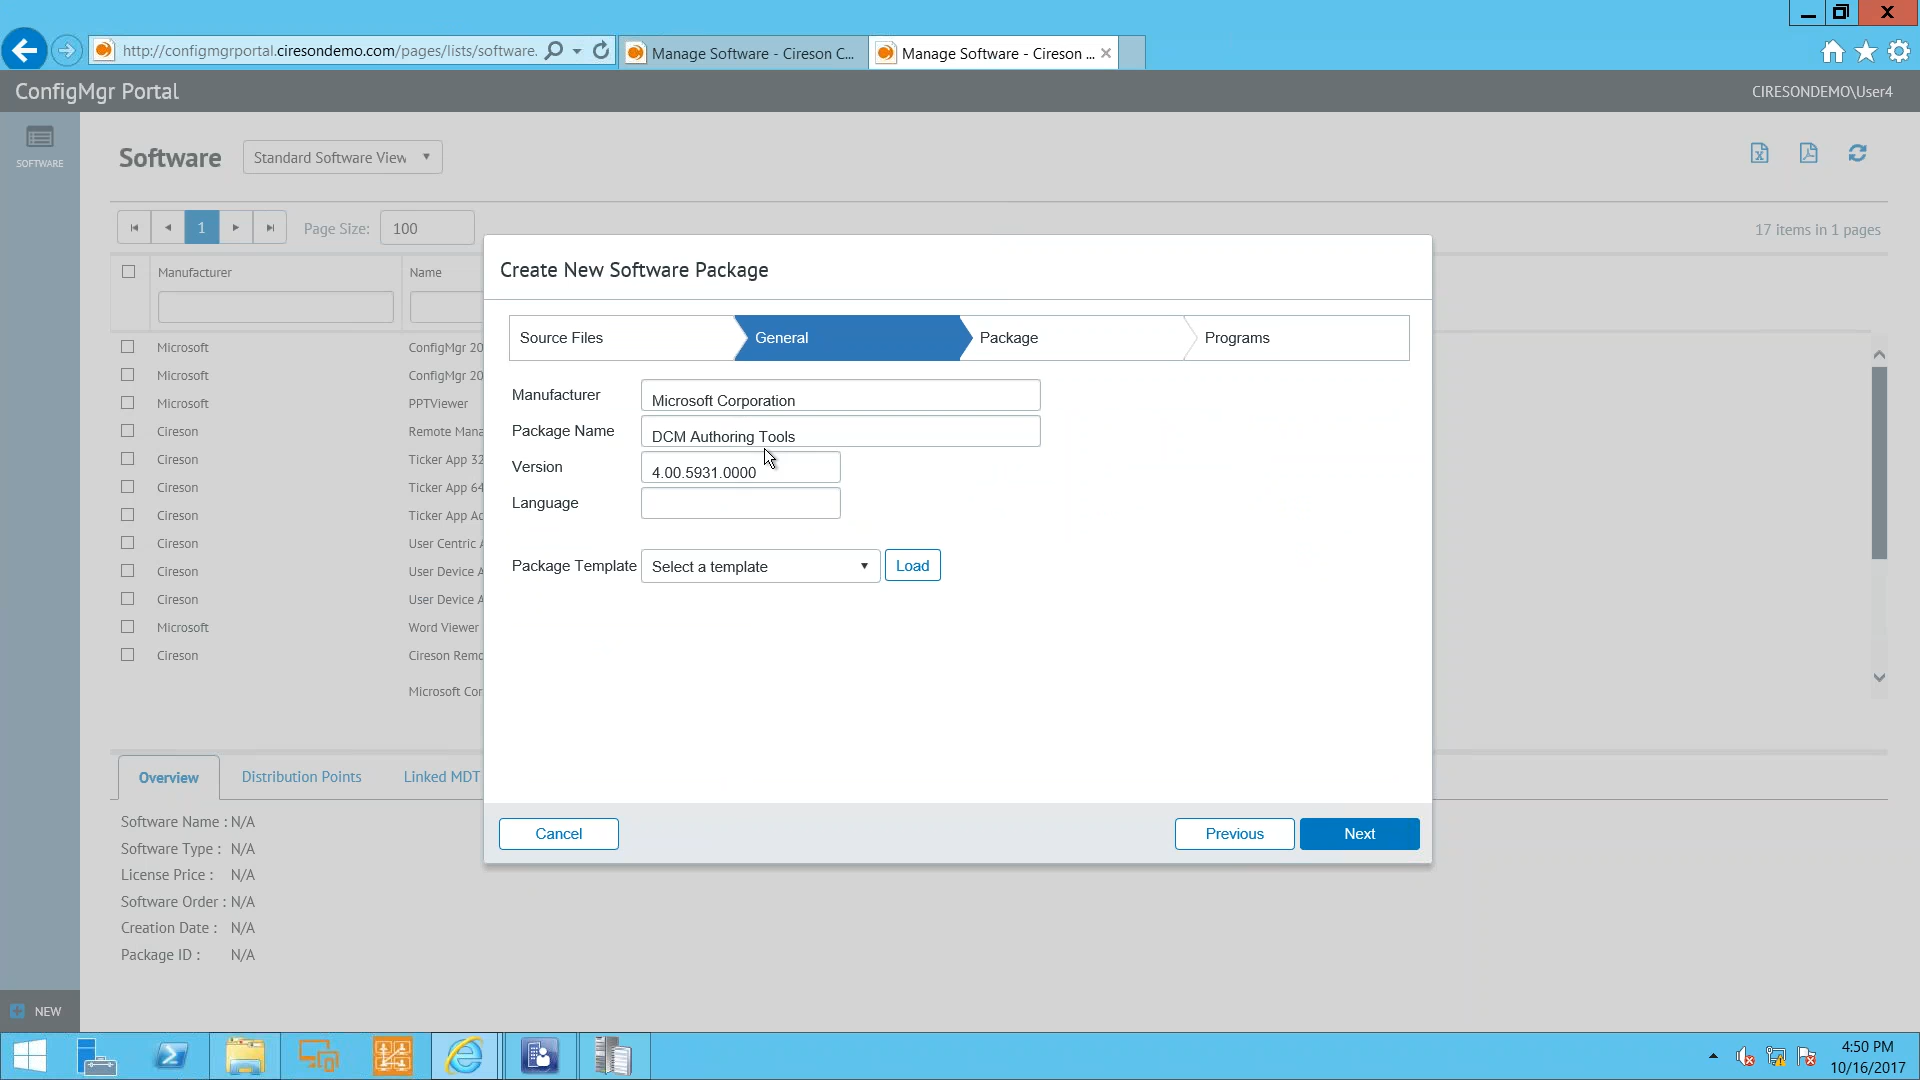 http://configmgrportal.ciresondemo.com/pages/lists/software.
Manage Software - Cireson C...
Manage Software - Cireson ...
ConfigMgr Portal
CIRESONDEMO\User4
SOFTWARE
Software
Standard Software View
1
Page Size:
100
17 items in 1 pages
Manufacturer
Name
Microsoft
ConfigMgr 20
Microsoft
ConfigMgr 20
Microsoft
PPTViewer
Cireson
Remote Mana
Cireson
Ticker App 32
Cireson
Ticker App 64
Cireson
Ticker App Ac
Cireson
User Centric A
Cireson
User Device A
Cireson
User Device A
Microsoft
Word Viewer
Cireson
Cireson Remo
Microsoft Cor
Create New Software Package
Source Files
General
Package
Programs
Manufacturer
Microsoft Corporation
Package Name
DCM Authoring Tools
Version
4.00.5931.0000
Language
Package Template
Select a template
Load
Cancel
Previous
Next
Overview
Distribution Points
Linked MDT
Software Name : N/A
Software Type : N/A
License Price : N/A
Software Order : N/A
Creation Date : N/A
Package ID : N/A
NEW
4:50 PM
10/16/2017